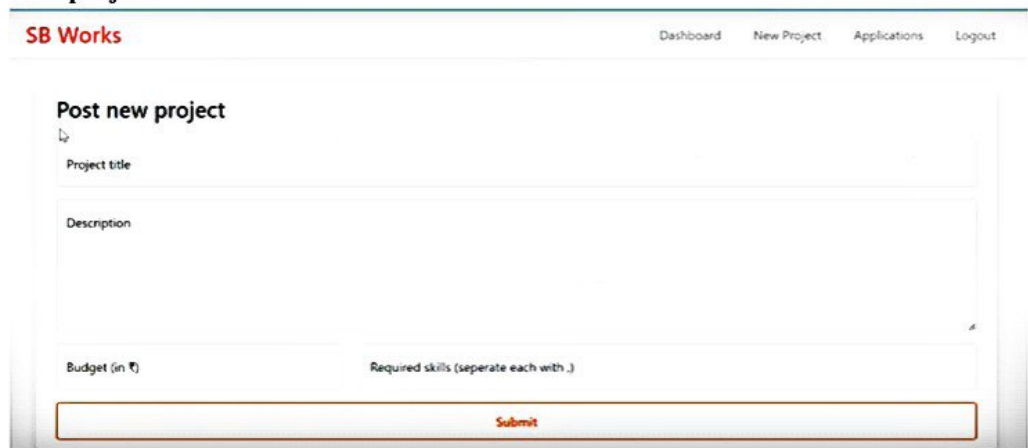 SB Works Dashboard New Project Applications Logout
Post new project
Project title
Description
Budget (in ₹) Required skills (seperate each with ,)
Submit